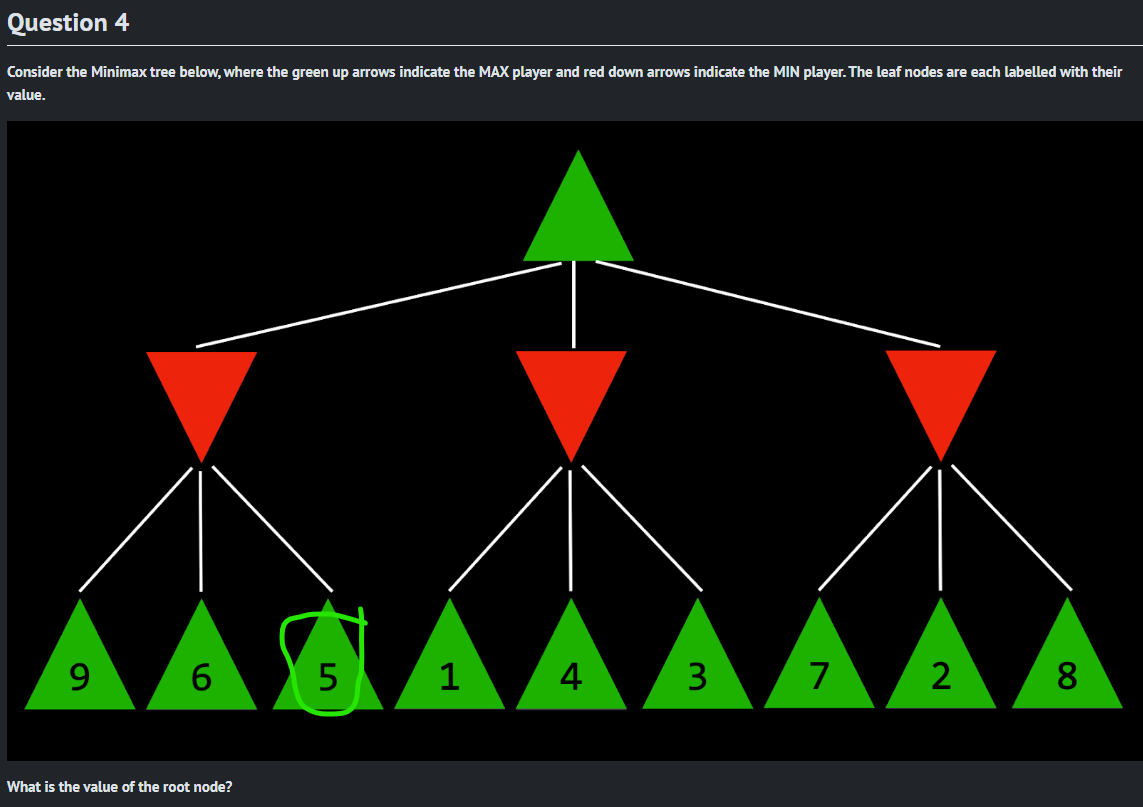 Question 4
Consider the Minimax tree below, where the green up arrows indicate the MAX player and red down arrows indicate the MIN player. The leaf nodes are each labelled with their
value.
9 6 5 1 4 3 7 2 8
What is the value of the root node?